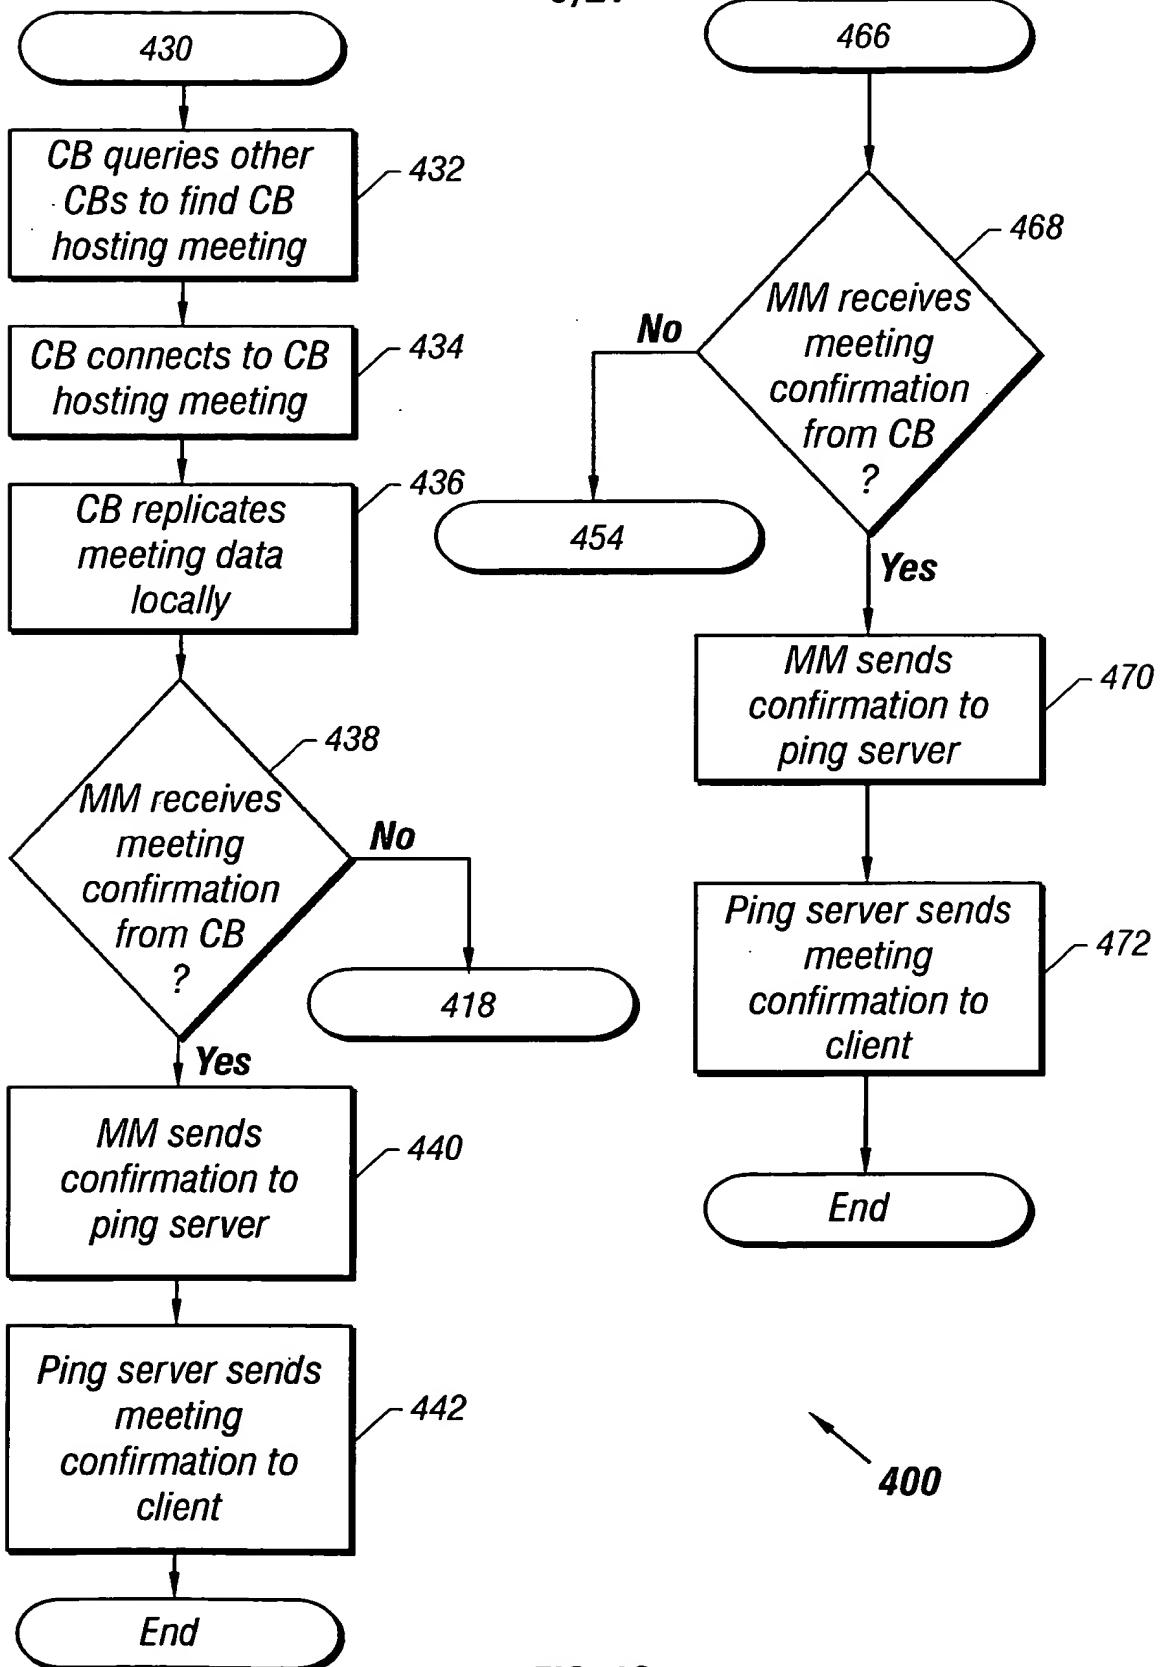 430
CB queries other
CBs to find CB
hosting meeting
432
CB connects to CB
hosting meeting
434
CB replicates
meeting data
locally
436
MM receives
meeting
confirmation
from CB
?
438
No
418
Yes
MM sends
confirmation to
ping server
440
Ping server sends
meeting
confirmation to
client
442
End
466
MM receives
meeting
confirmation
from CB
?
468
No
454
Yes
MM sends
confirmation to
ping server
470
Ping server sends
meeting
confirmation to
client
472
End
400